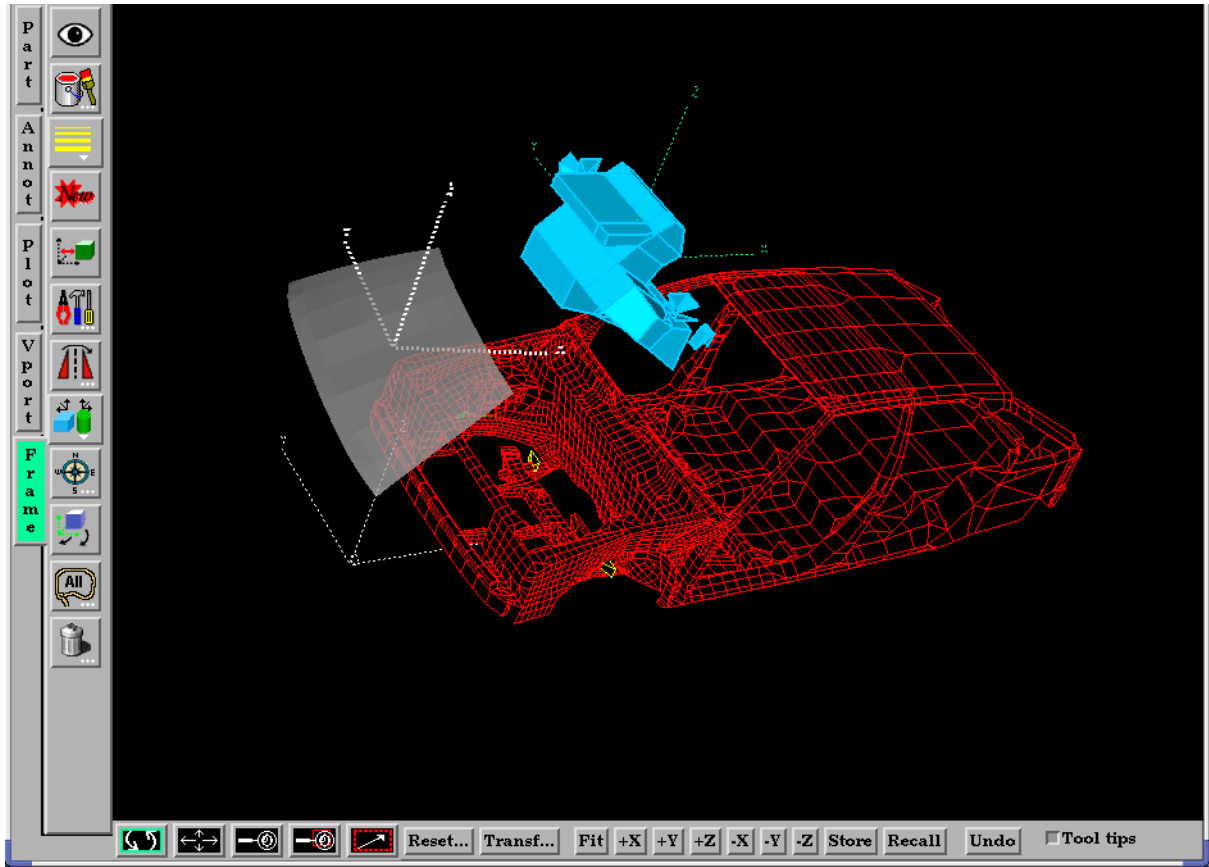 Part
Annot
Plot
Vport
Frame
New
N
W E
S
All
Z
Y
X
Reset... Transf... Fit +X +Y +Z -X -Y -Z Store Recall Undo Tool tips